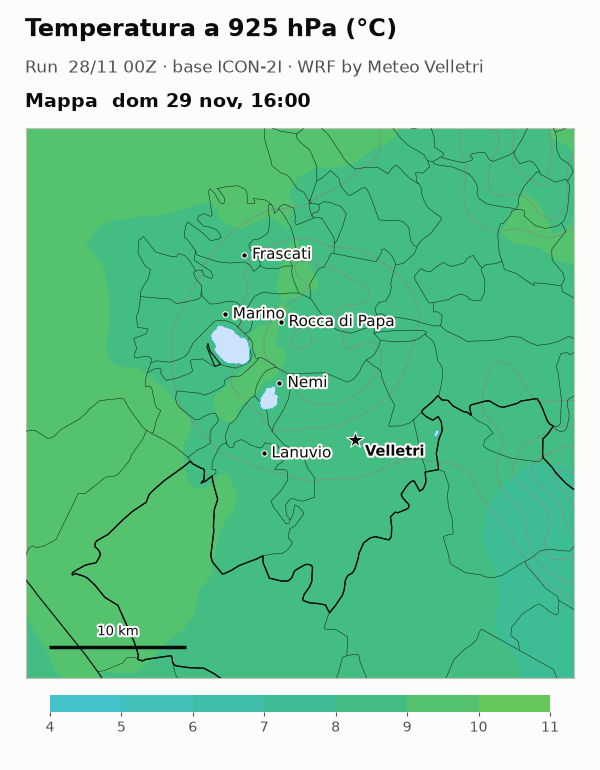 Temperatura a 925 hPa (°C)
Run  28/11 00Z · base ICON-2I · WRF by Meteo Velletri
Mappa  dom 29 nov, 16:00
Frascati
Marino
Rocca di Papa
Nemi
Velletri
Lanuvio
10 km
4 5 6 7 8 9 10 11